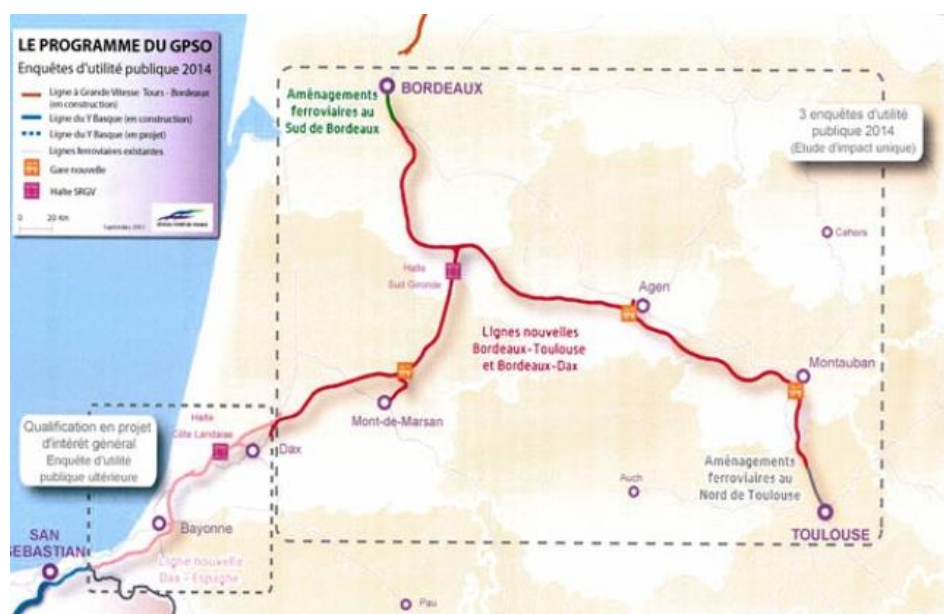 LE PROGRAMME DU GPSO
Enquêtes d'utilité publique 2014
Ligne à Grande Vitesse Tours - Bordeaux
(en construction)
Ligne du Y Basque (en construction)
Ligne du Y Basque (en projet)
Lignes ferroviaires existantes
Gare nouvelle
Halte SRGV
0 20 Km
Septembre
BORDEAUX
Aménagements
ferroviaires au
Sud de Bordeaux
3 enquêtes d'utilité
publique 2014
(Etude d'impact unique)
Cahors
Halte
Sud Gironde
Agen
Lignes nouvelles
Bordeaux-Toulouse
et Bordeaux-Dax
Montauban
Mont-de-Marsan
Qualification en projet
d'intérêt général
Enquête d'utilité
publique ultérieure
Halte
Côte Landaise
Dax
Aménagements
ferroviaires au
Nord de Toulouse
Auch
TOULOUSE
Bayonne
SAN
SEBASTIAN
Ligne nouvelle
Dax - Espagne
Pau